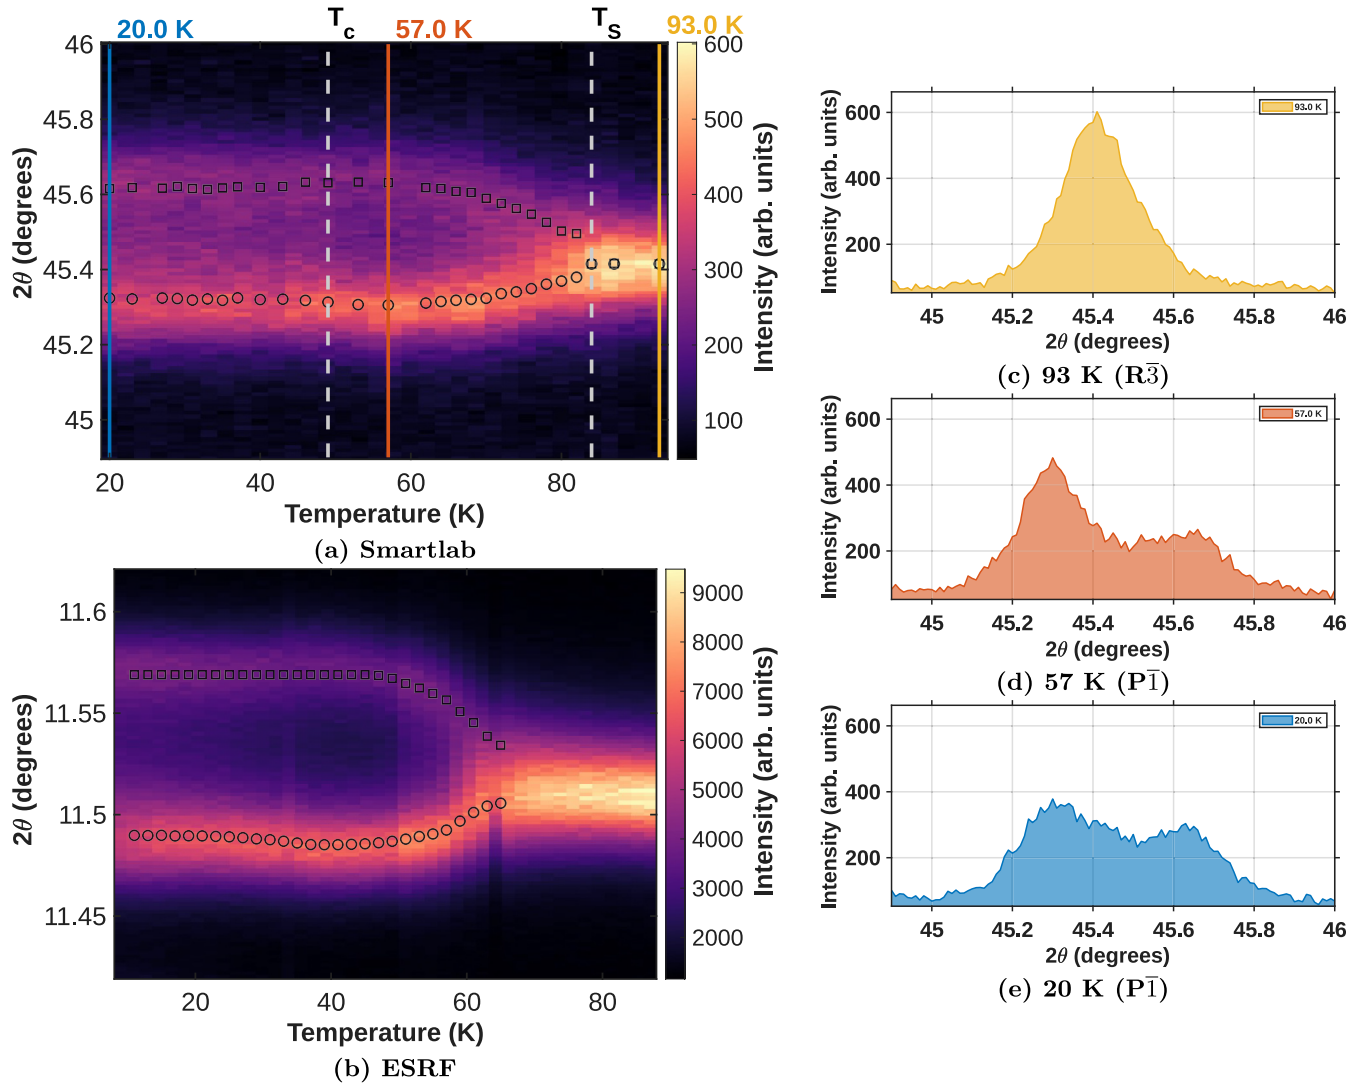 20.0 K
T_c
57.0 K
T_S
93.0 K
46
45.8
45.6
45.4
45.2
45
2θ (degrees)
20
40
60
80
Temperature (K)
600
500
400
300
200
100
Intensity (arb. units)
(a) Smartlab
11.6
11.55
11.5
11.45
2θ (degrees)
20
40
60
80
Temperature (K)
9000
8000
7000
6000
5000
4000
3000
2000
Intensity (arb. units)
(b) ESRF
600
400
200
Intensity (arb. units)
93.0 K
45 45.2 45.4 45.6 45.8 46
2θ (degrees)
(c) 93 K (R3̅)
600
400
200
Intensity (arb. units)
57.0 K
45 45.2 45.4 45.6 45.8 46
2θ (degrees)
(d) 57 K (P1̅)
600
400
200
Intensity (arb. units)
20.0 K
45 45.2 45.4 45.6 45.8 46
2θ (degrees)
(e) 20 K (P1̅)